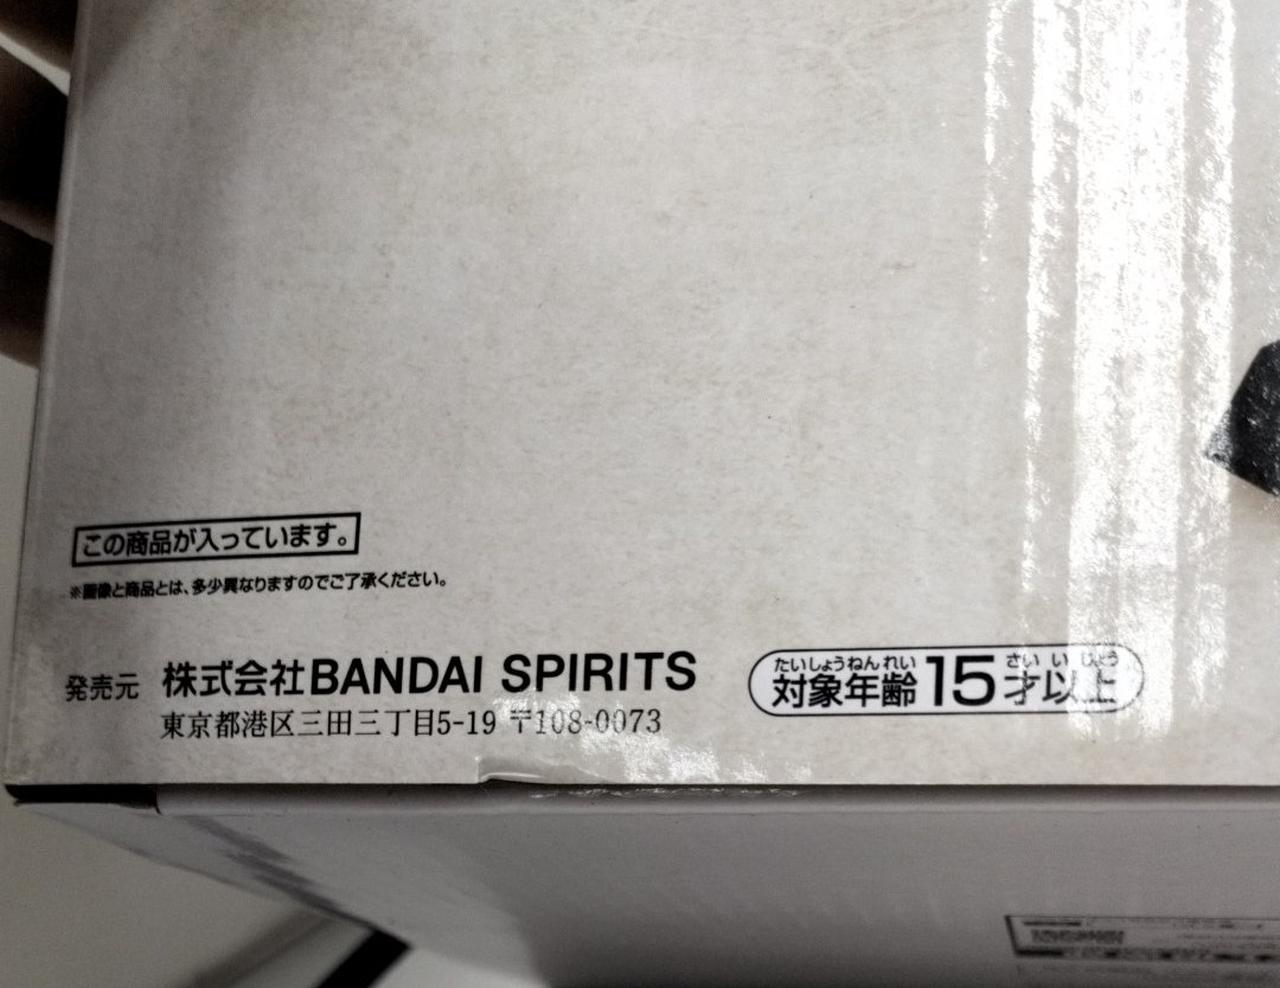 この商品が入っています。
※画像と商品とは、多少異なりますのでご了承ください。
発売元 株式会社BANDAI SPIRITS
東京都港区三田三丁目5-19 〒108-0073
たいしょうねんれい さい いじょう
対象年齢15才以上